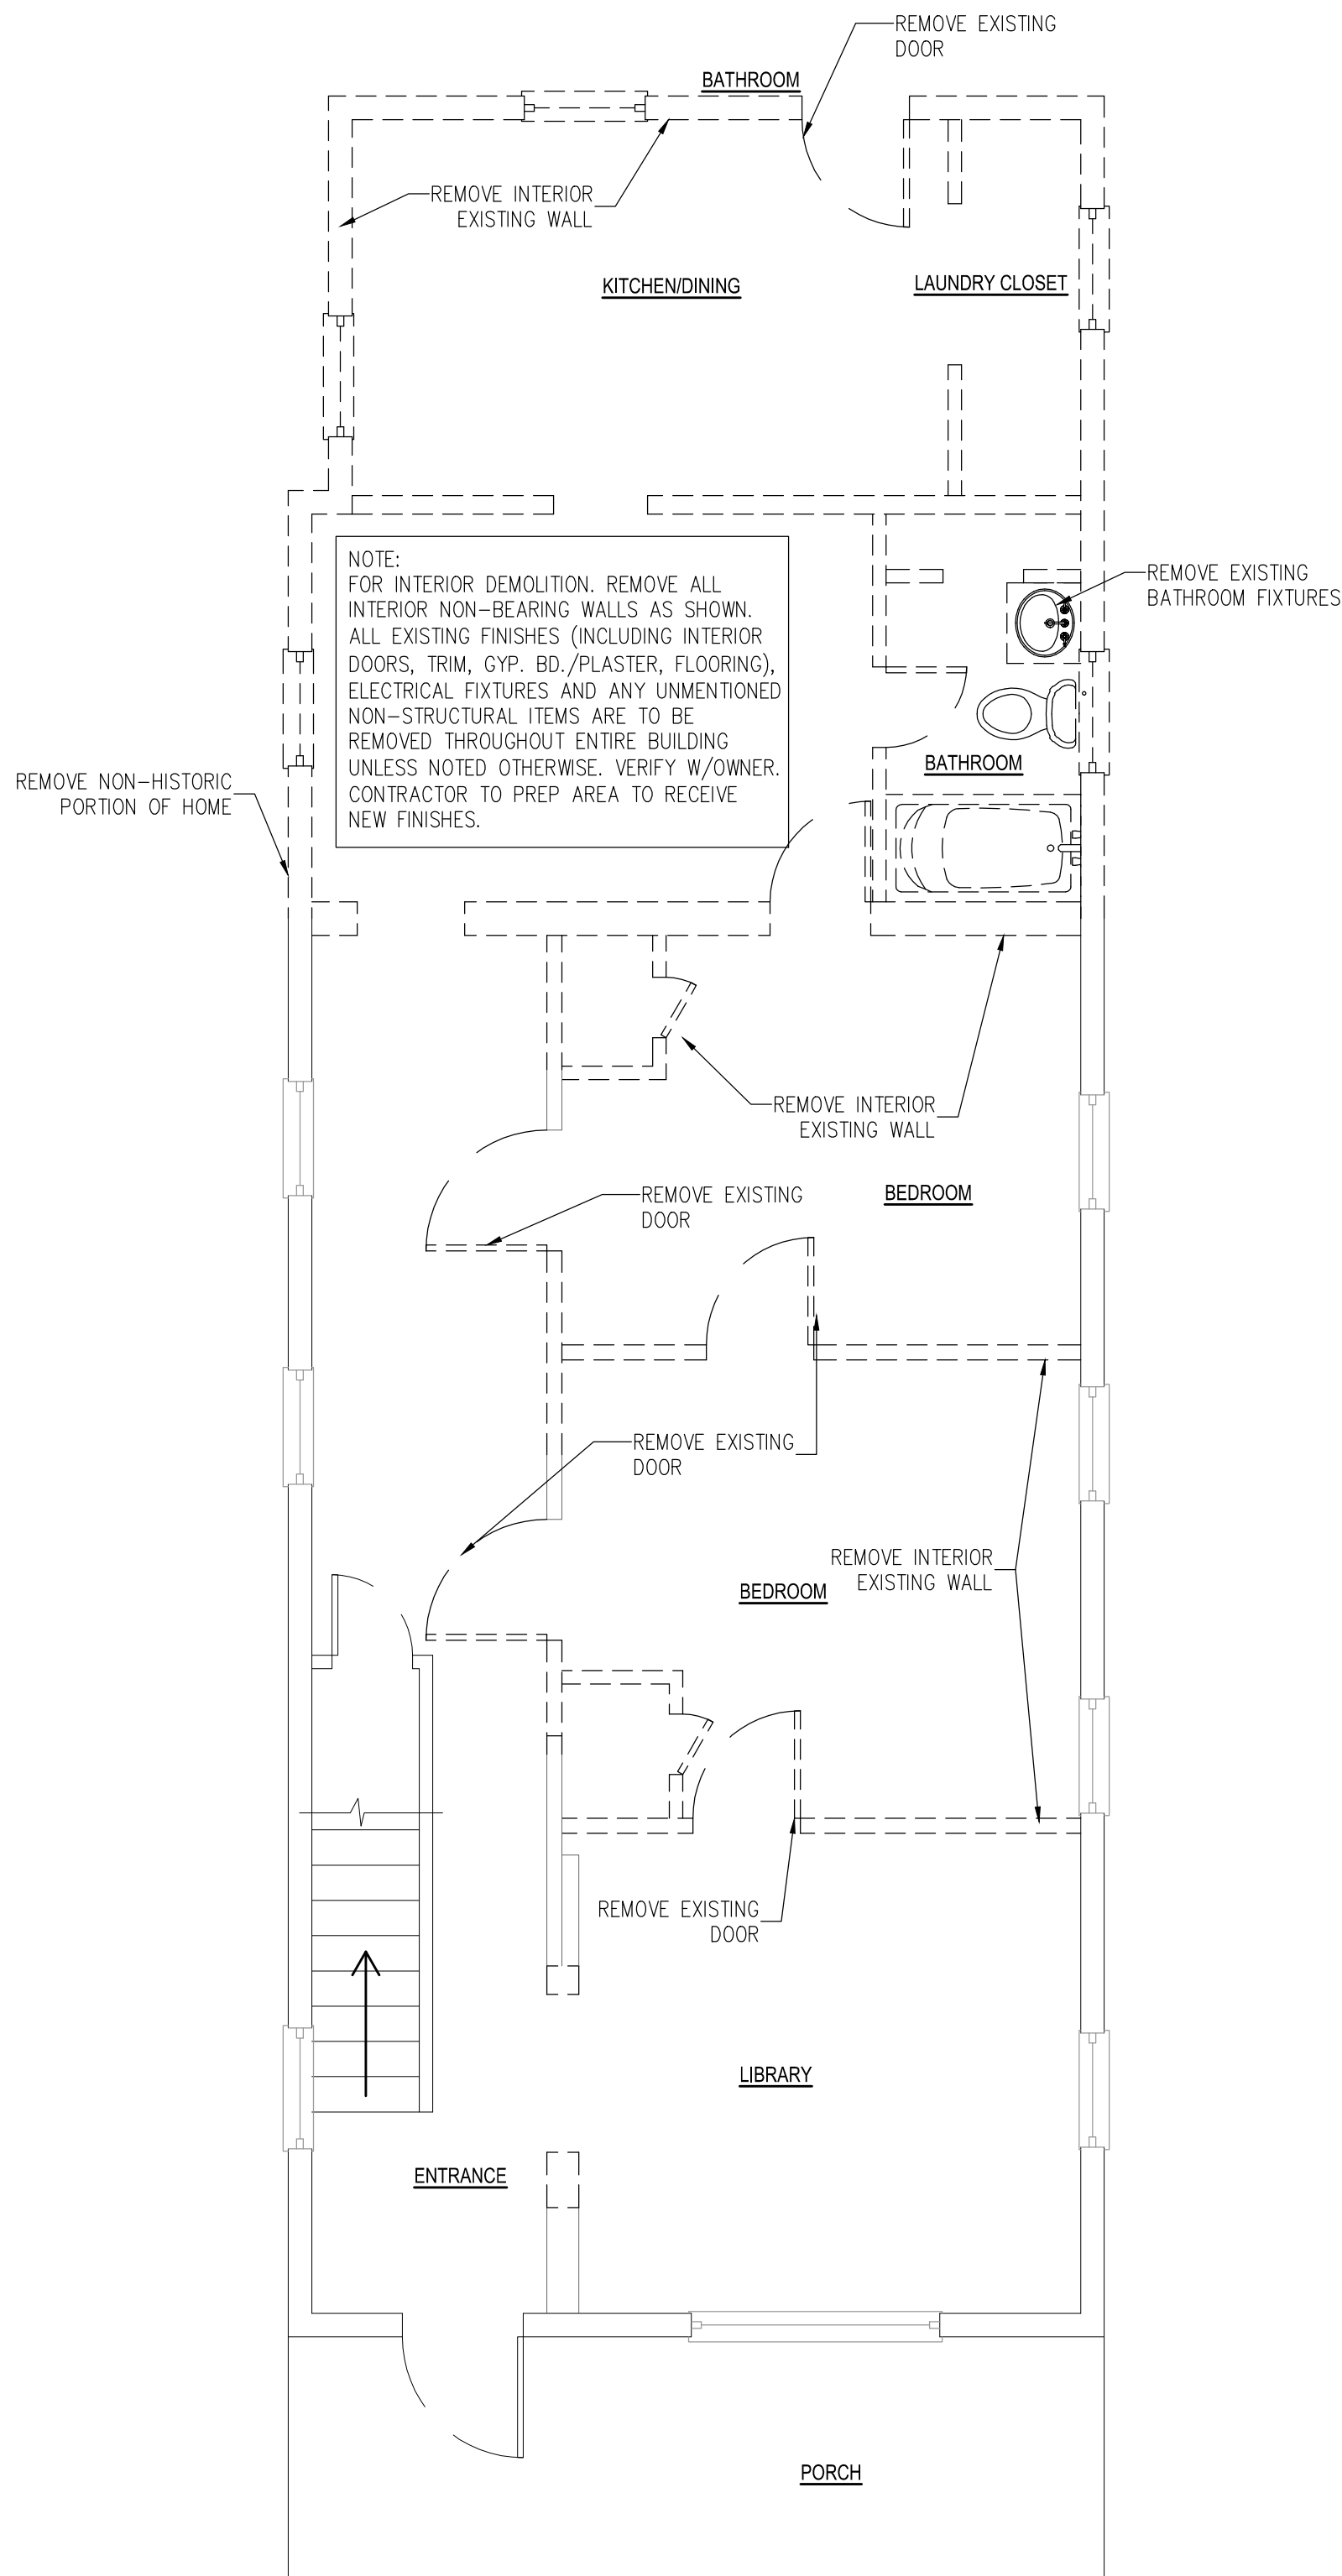 REMOVE EXISTING
DOOR
BATHROOM
REMOVE INTERIOR
EXISTING WALL
KITCHEN/DINING
LAUNDRY CLOSET
NOTE:
FOR INTERIOR DEMOLITION. REMOVE ALL
INTERIOR NON-BEARING WALLS AS SHOWN.
ALL EXISTING FINISHES (INCLUDING INTERIOR
DOORS, TRIM, GYP. BD./PLASTER, FLOORING),
ELECTRICAL FIXTURES AND ANY UNMENTIONED
NON-STRUCTURAL ITEMS ARE TO BE
REMOVED THROUGHOUT ENTIRE BUILDING
UNLESS NOTED OTHERWISE. VERIFY W/OWNER.
CONTRACTOR TO PREP AREA TO RECEIVE
NEW FINISHES.
REMOVE EXISTING
BATHROOM FIXTURES
BATHROOM
REMOVE NON-HISTORIC
PORTION OF HOME
REMOVE INTERIOR
EXISTING WALL
REMOVE EXISTING
DOOR
BEDROOM
REMOVE EXISTING
DOOR
REMOVE INTERIOR
EXISTING WALL
BEDROOM
REMOVE EXISTING
DOOR
LIBRARY
ENTRANCE
PORCH